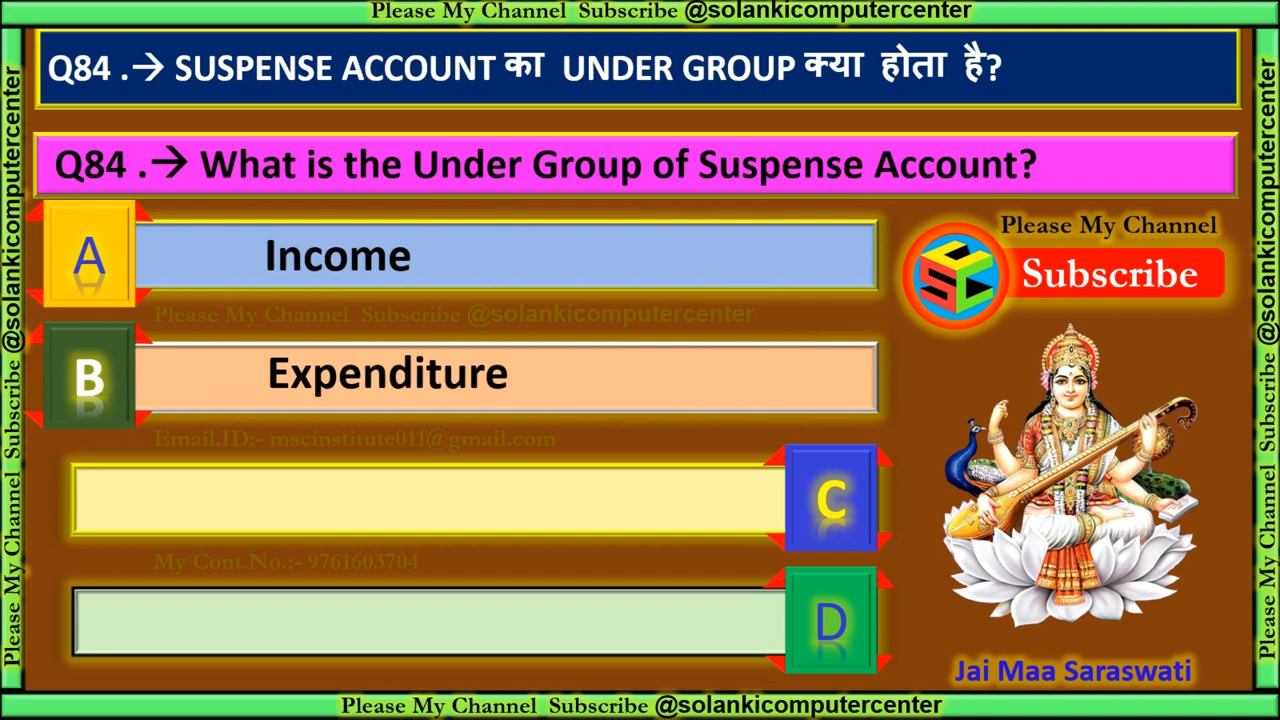 Please My Channel Subscribe @solankicomputercenter
Q84 .→ SUSPENSE ACCOUNT का UNDER GROUP क्या होता है?
Q84 .→ What is the Under Group of Suspense Account?
A Income
Please My Channel Subscribe @solankicomputercenter
B Expenditure
Email.ID:- mscinstitute011@gmail.com
C
My Cont.No.:- 9761603704
D
Please My Channel
Subscribe
CSC
Jai Maa Saraswati
Please My Channel Subscribe @solankicomputercenter
Please My Channel Subscribe @solankicomputercenter
Please My Channel Subscribe @solankicomputercenter